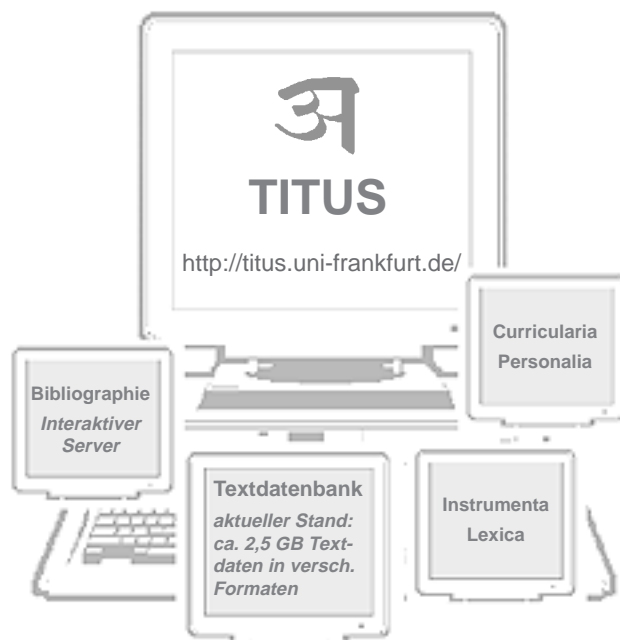 अ
TITUS
http://titus.uni-frankfurt.de/
Curricularia
Personalia
Bibliographie
Interaktiver
Server
Textdatenbank
aktueller Stand:
ca. 2,5 GB Text-
daten in versch.
Formaten
Instrumenta
Lexica